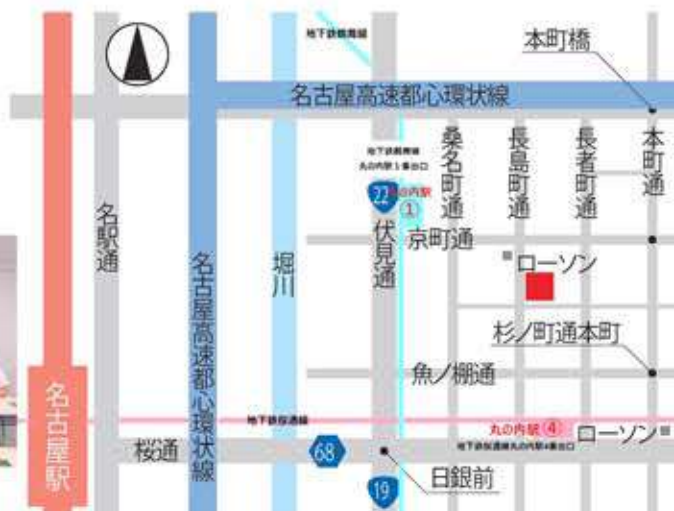 地下鉄鶴舞線
本町橋
名古屋高速都心環状線
地下鉄鶴舞線
丸の内駅1番出口
22
丸の内駅
①
名駅通
名古屋高速都心環状線
堀川
伏見通
桑名町通
長島町通
長者町通
本町通
京町通
ローソン
杉ノ町通本町
魚ノ棚通
名古屋駅
地下鉄桜通線
丸の内駅④
地下鉄桜通線丸の内駅4番出口
ローソン
桜通
68
日銀前
19